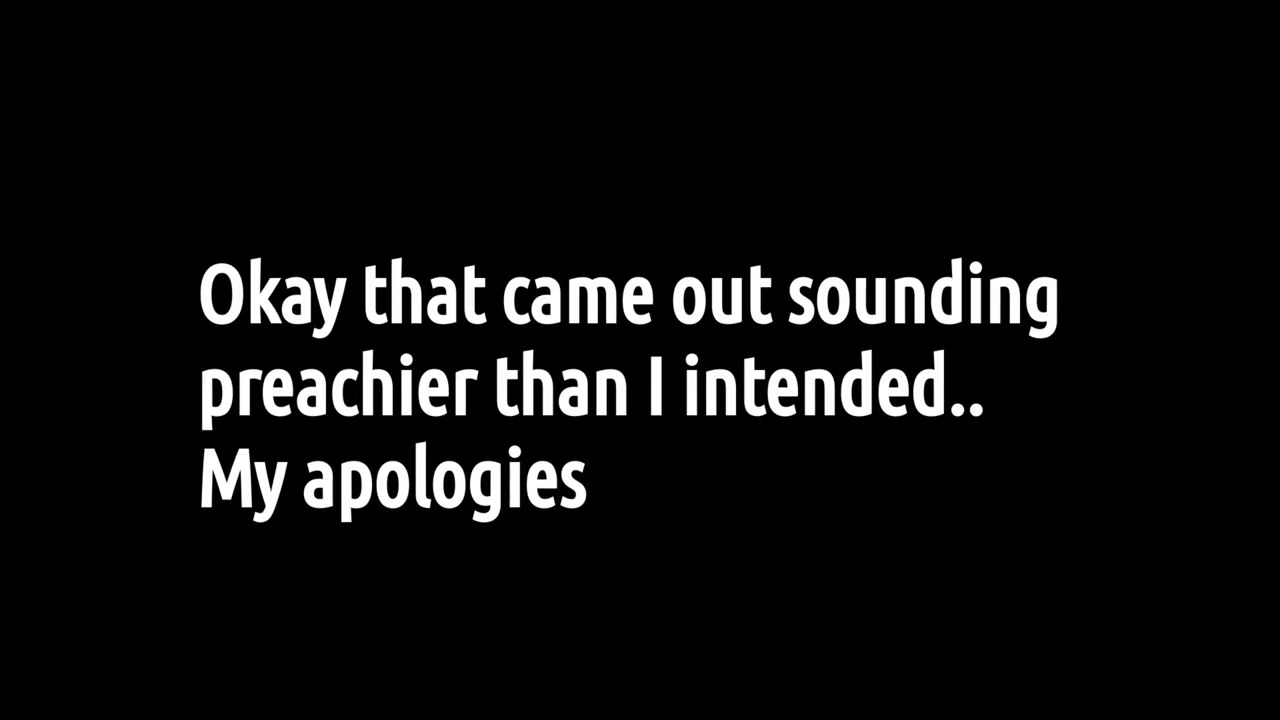 Okay that came out sounding
preachier than I intended..
My apologies